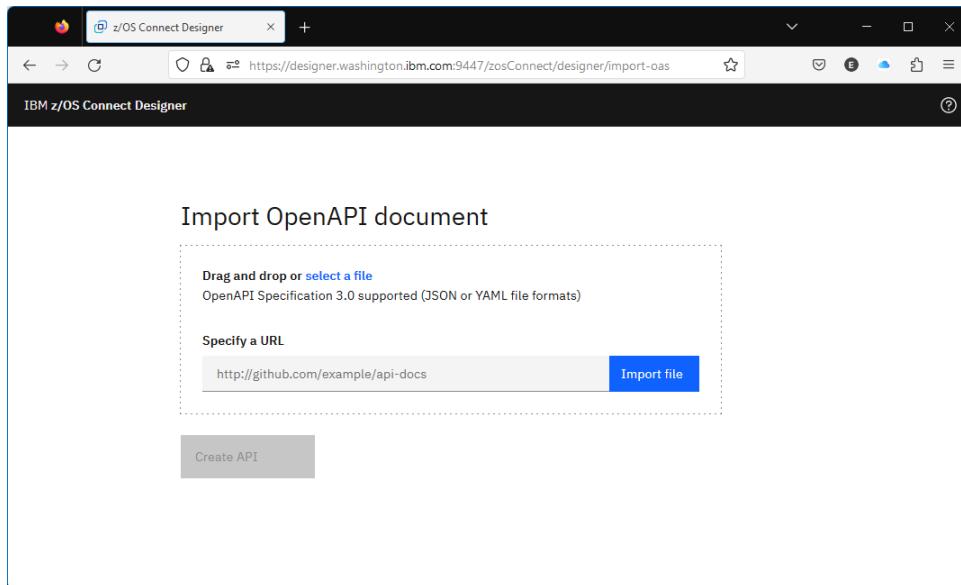 z/OS Connect Designer
https://designer.washington.ibm.com:9447/zosConnect/designer/import-oas
E
IBM z/OS Connect Designer
Import OpenAPI document
Drag and drop or select a file
OpenAPI Specification 3.0 supported (JSON or YAML file formats)
Specify a URL
http://github.com/example/api-docs
Import file
Create API